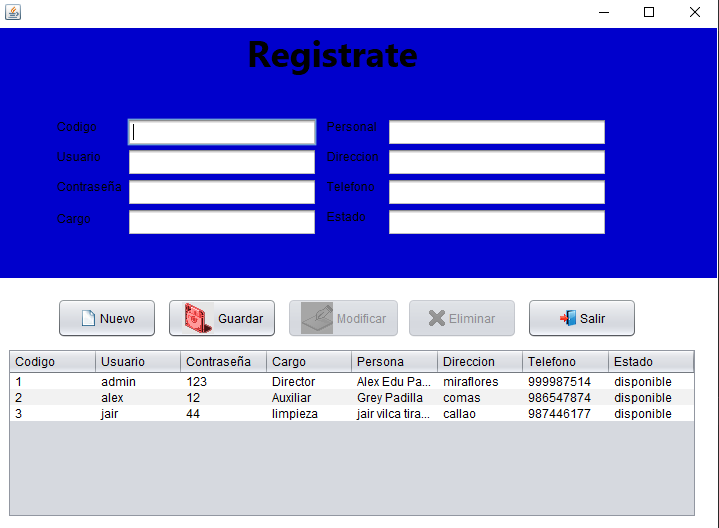 Registrate
Codigo Personal
Usuario Direccion
Contraseña Telefono
Cargo Estado
Nuevo Guardar Modificar Eliminar Salir
Codigo Usuario Contraseña Cargo Persona Direccion Telefono Estado
1 admin 123 Director Alex Edu Pa... miraflores 999987514 disponible
2 alex 12 Auxiliar Grey Padilla comas 986547874 disponible
3 jair 44 limpieza jair vilca tira... callao 987446177 disponible